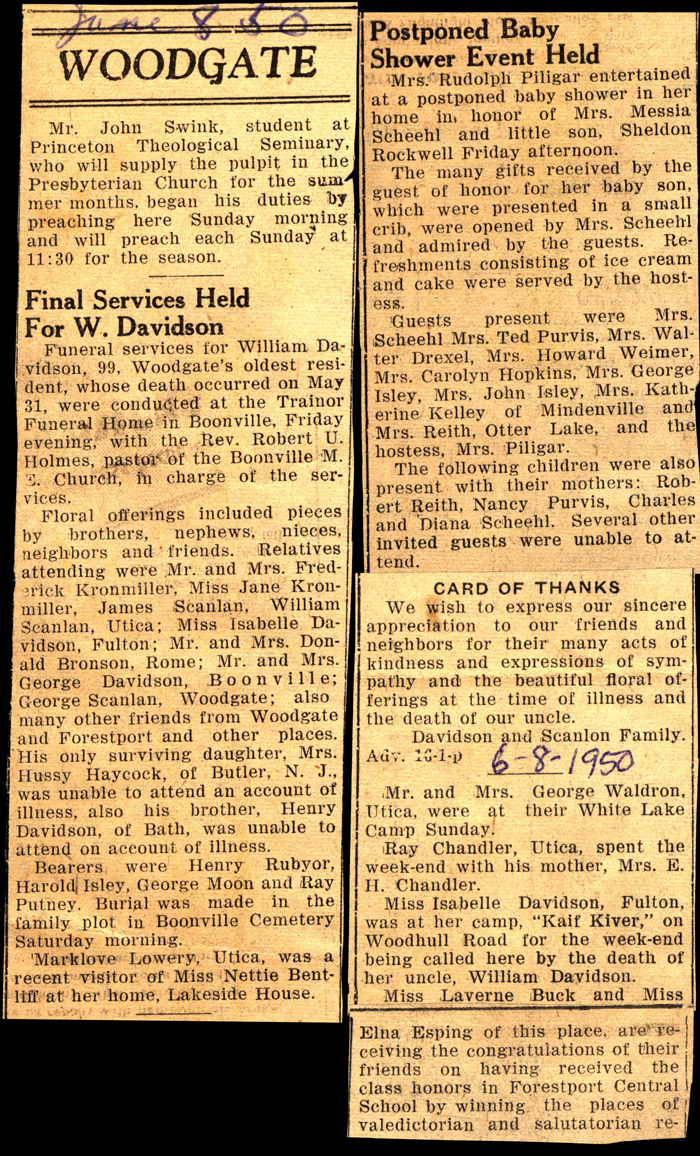 June 8 50
WOODGATE
Mr. John Swink, student at
Princeton Theological Seminary,
who will supply the pulpit in the
Presbyterian Church for the sum
mer months, began his duties by
preaching here Sunday morning
and will preach each Sunday at
11:30 for the season.
Final Services Held
For W. Davidson
Funeral services for William Da-
vidson, 99, Woodgate's oldest resi-
dent, whose death occurred on May
31, were conducted at the Trainor
Funeral Home in Boonville, Friday
evening, with the Rev. Robert U.
Holmes, pastor of the Boonville M.
E. Church, in charge of the ser-
vices.
Floral offerings included pieces
by brothers, nephews, nieces,
neighbors and friends. Relatives
attending were Mr. and Mrs. Fred-
erick Kronmiller, Miss Jane Kron-
miller, James Scanlan, William
Scanlan, Utica; Miss Isabelle Da-
vidson, Fulton; Mr. and Mrs. Don-
ald Bronson, Rome; Mr. and Mrs.
George Davidson, Boonville;
George Scanlan, Woodgate; also
many other friends from Woodgate
and Forestport and other places.
His only surviving daughter, Mrs.
Hussy Haycock, of Butler, N. J.,
was unable to attend an account of
illness, also his brother, Henry
Davidson, of Bath, was unable to
attend on account of illness.
Bearers were Henry Rubyor,
Harold Isley, George Moon and Ray
Putney. Burial was made in the
family plot in Boonville Cemetery
Saturday morning.
Marklove Lowery, Utica, was a
recent visitor of Miss Nettie Bent-
liff at her home, Lakeside House.
Postponed Baby
Shower Event Held
Mrs. Rudolph Piligar entertained
at a postponed baby shower in her
home in honor of Mrs. Messia
Scheehl and little son, Sheldon
Rockwell Friday afternoon.
The many gifts received by the
guest of honor for her baby son,
which were presented in a small
crib, were opened by Mrs. Scheehl
and admired by the guests. Re-
freshments consisting of ice cream
and cake were served by the host-
ess.
Guests present were Mrs.
Scheehl Mrs. Ted Purvis, Mrs. Wal-
ter Drexel, Mrs. Howard Weimer,
Mrs. Carolyn Hopkins, Mrs. George
Isley, Mrs. John Isley, Mrs. Kath-
erine Kelley of Mindenville and
Mrs. Reith, Otter Lake, and the
hostess, Mrs. Piligar.
The following children were also
present with their mothers: Rob-
ert Reith, Nancy Purvis, Charles
and Diana Scheehl. Several other
invited guests were unable to at-
tend.
CARD OF THANKS
We wish to express our sincere
appreciation to our friends and
neighbors for their many acts of
kindness and expressions of sym-
pathy and the beautiful floral of-
ferings at the time of illness and
the death of our uncle.
Davidson and Scanlon Family.
Adv. 16-1-p 6-8-1950
Mr. and Mrs. George Waldron,
Utica, were at their White Lake
Camp Sunday.
Ray Chandler, Utica, spent the
week-end with his mother, Mrs. E.
H. Chandler.
Miss Isabelle Davidson, Fulton,
was at her camp, "Kaif Kiver," on
Woodhull Road for the week-end
being called here by the death of
her uncle, William Davidson.
Miss Laverne Buck and Miss
Elna Esping of this place, are re-
ceiving the congratulations of their
friends on having received the
class honors in Forestport Central
School by winning the places of
valedictorian and salutatorian re-